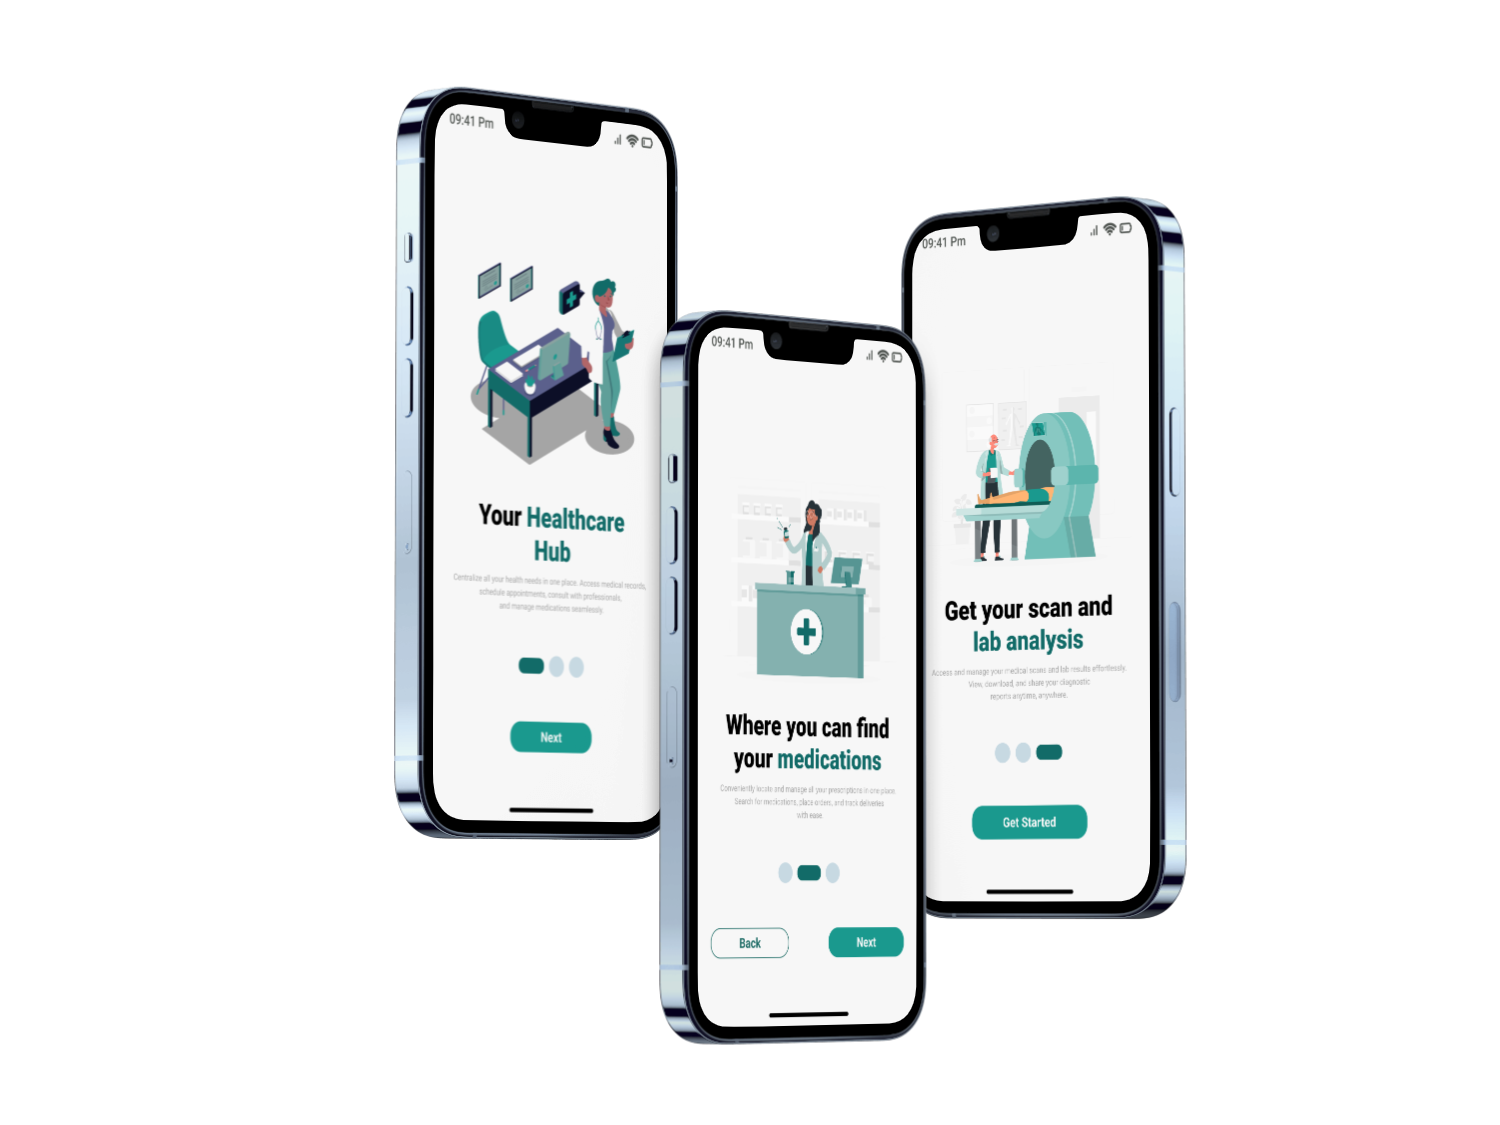 09:41 Pm
Your Healthcare
Hub
Centralize all your health needs in one place. Access medical records,
schedule appointments, consult with professionals,
and manage medications seamlessly.
Next
09:41 Pm
Where you can find
your medications
Conveniently locate and manage all your prescriptions in one place.
Search for medications, place orders, and track deliveries
with ease.
Back
Next
09:41 Pm
Get your scan and
lab analysis
Access and manage your medical scans and lab results effortlessly.
View, download, and share your diagnostic
reports anytime, anywhere.
Get Started